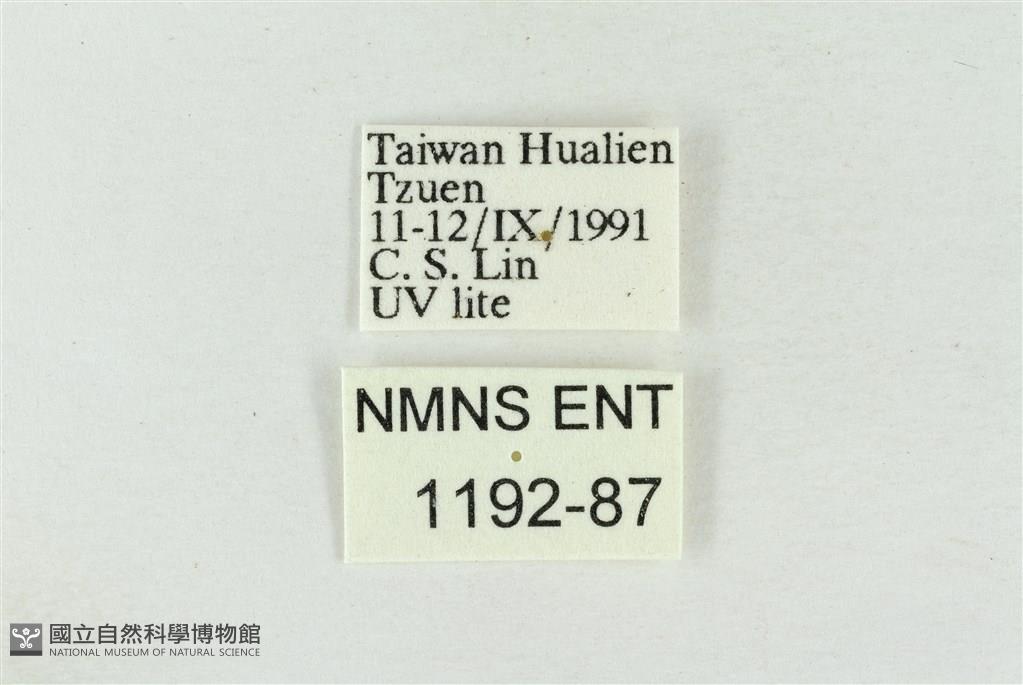 Taiwan Hualien
Tzuen
11-12/IX/1991
C. S. Lin
UV lite
NMNS ENT
1192-87
國立自然科學博物館
NATIONAL MUSEUM OF NATURAL SCIENCE